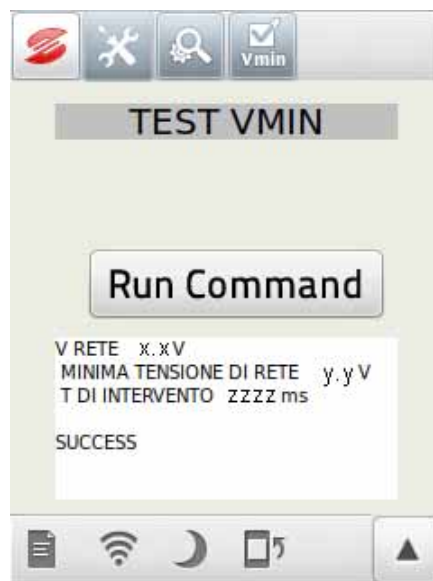 Vmin
TEST VMIN
Run Command
V RETE x.x V
MINIMA TENSIONE DI RETE y.y V
T DI INTERVENTO zzzz ms
SUCCESS